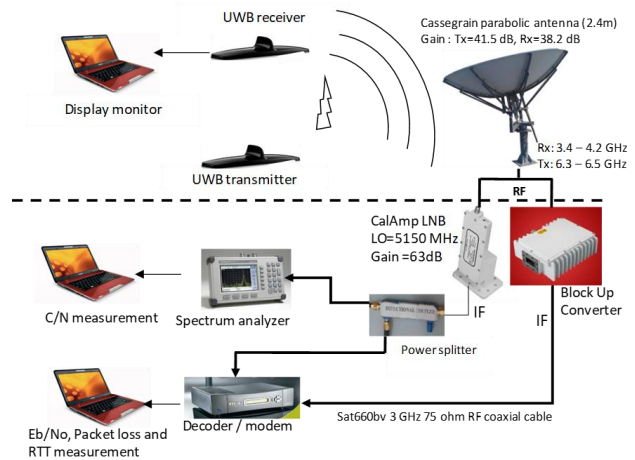 UWB receiver
Cassegrain parabolic antenna (2.4m)
Gain : Tx=41.5 dB, Rx=38.2 dB
Display monitor
Rx: 3.4 – 4.2 GHz
Tx: 6.3 – 6.5 GHz
UWB transmitter
RF
CalAmp LNB
LO=5150 MHz
Gain =63dB
C/N measurement
Spectrum analyzer
DIRECTIONAL COUPLER
IF
Block Up
Converter
IF
Power splitter
Sat660bv 3 GHz 75 ohm RF coaxial cable
Decoder / modem
Eb/No, Packet loss and
RTT measurement